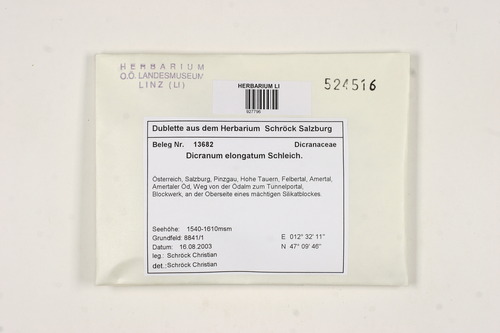 HERBARIUM
O.Ö. LANDESMUSEUM
LINZ (LI)
HERBARIUM LI
927796
524516
Dublette aus dem Herbarium Schröck Salzburg
Beleg Nr. 13682 Dicranaceae
Dicranum elongatum Schleich.
Österreich, Salzburg, Pinzgau, Hohe Tauern, Felbertal, Amertal,
Amertaler Öd, Weg von der Ödalm zum Tunnelportal,
Blockwerk, an der Oberseite eines mächtigen Silikatblockes.
Seehöhe: 1540-1610msm
Grundfeld: 8841/1 E 012° 32' 11"
Datum: 16.08.2003 N 47° 09' 46"
leg.: Schröck Christian
det.: Schröck Christian